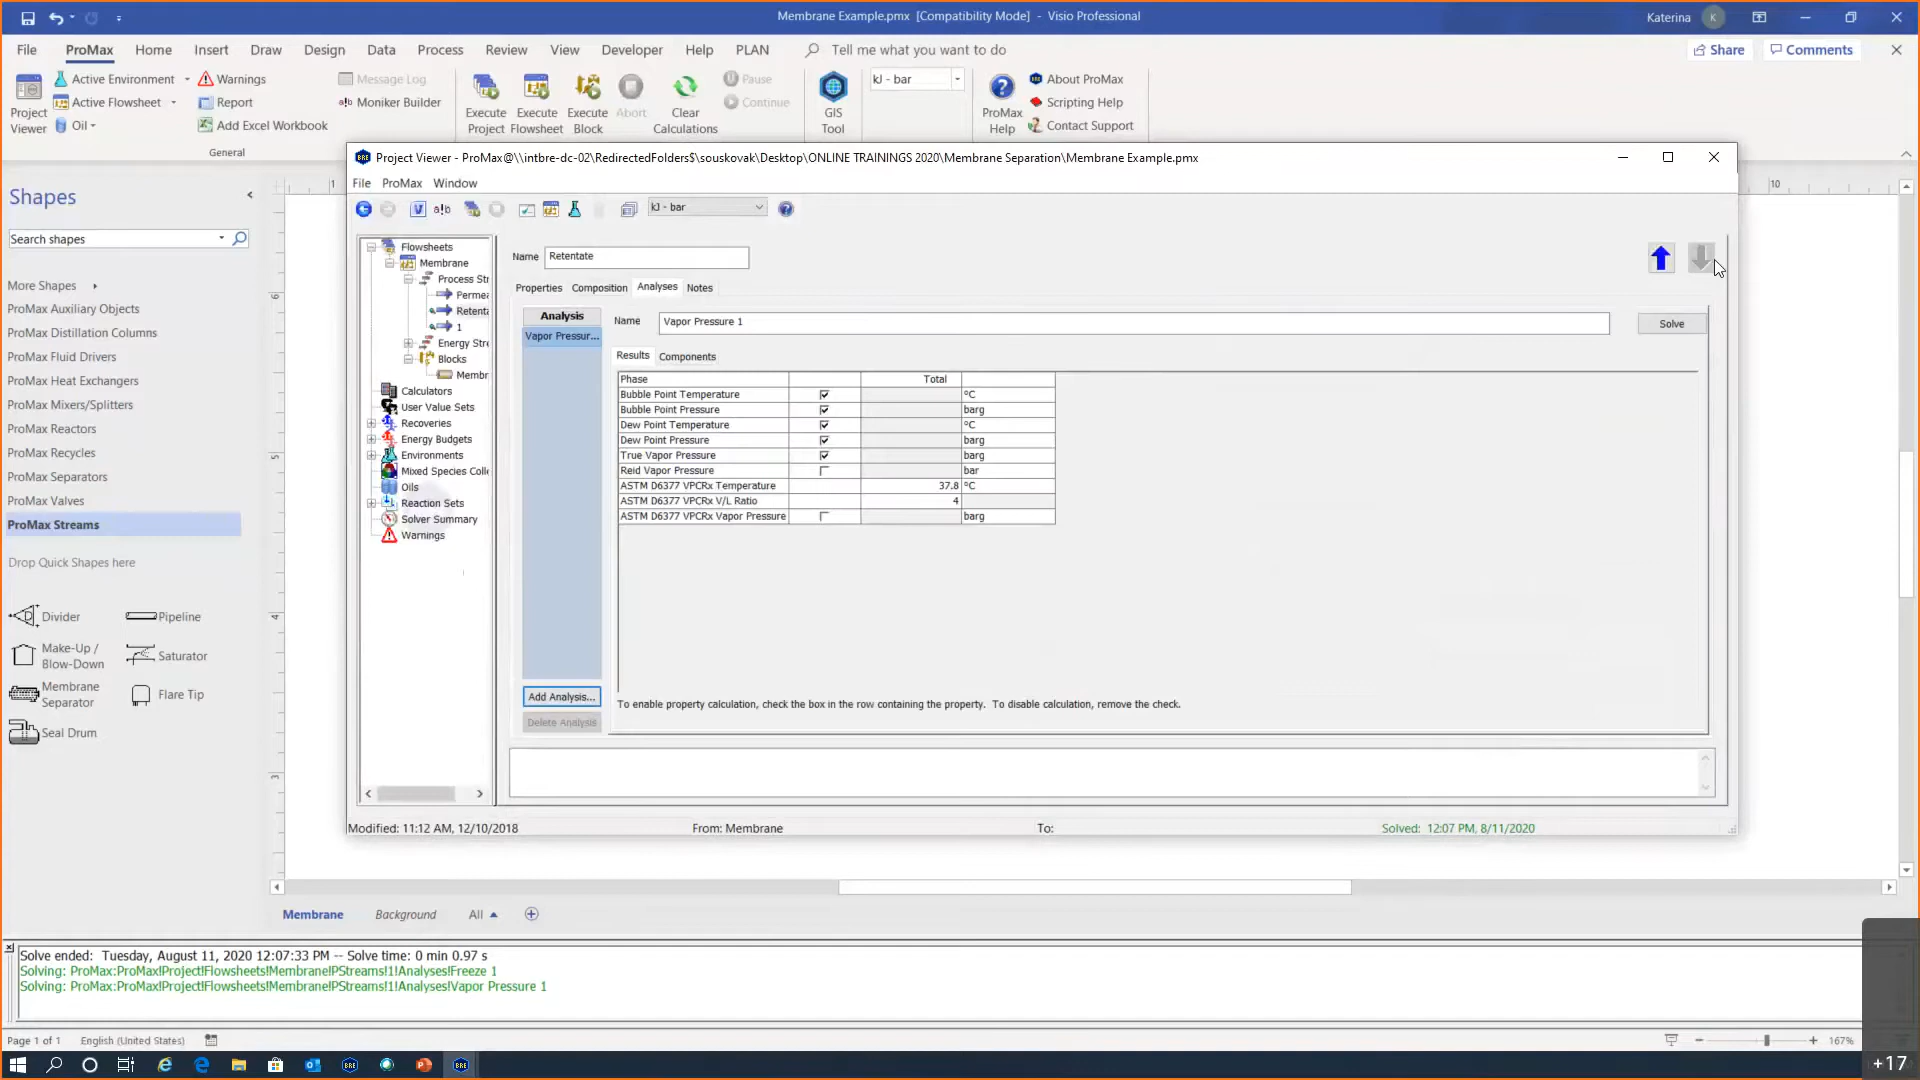 Membrane Example.pmx [Compatibility Mode] - Visio Professional
Katerina K
File ProMax Home Insert Draw Design Data Process Review View Developer Help PLAN Tell me what you want to do Share Comments
Project Viewer
Active Environment
Active Flowsheet
Oil
Warnings
Report
Add Excel Workbook
General
Message Log
a!b Moniker Builder
Execute Project
Execute Flowsheet
Execute Block
Abort
Clear Calculations
Pause
Continue
GIS Tool
kJ - bar
ProMax Help
About ProMax
Scripting Help
Contact Support
Project Viewer - ProMax@\\intbre-dc-02\RedirectedFolders$\souskovak\Desktop\ONLINE TRAININGS 2020\Membrane Separation\Membrane Example.pmx
File ProMax Window
a!b
kJ - bar
Shapes
Search shapes
More Shapes
ProMax Auxiliary Objects
ProMax Distillation Columns
ProMax Fluid Drivers
ProMax Heat Exchangers
ProMax Mixers/Splitters
ProMax Reactors
ProMax Recycles
ProMax Separators
ProMax Valves
ProMax Streams
Drop Quick Shapes here
Divider
Pipeline
Make-Up / Blow-Down
Saturator
Membrane Separator
Flare Tip
Seal Drum
1
10
6
5
4
3
Flowsheets
Membrane
Process Str
Permea
Retenta
1
Energy Stre
Blocks
Membr
Calculators
User Value Sets
Recoveries
Energy Budgets
Environments
Mixed Species Colle
Oils
Reaction Sets
Solver Summary
Warnings
Name Retentate
Properties Composition Analyses Notes
Analysis
Vapor Pressur...
Add Analysis...
Delete Analysis
Name Vapor Pressure 1
Solve
Results Components
Phase Total
Bubble Point Temperature °C
Bubble Point Pressure barg
Dew Point Temperature °C
Dew Point Pressure barg
True Vapor Pressure barg
Reid Vapor Pressure bar
ASTM D6377 VPCRx Temperature 37.8 °C
ASTM D6377 VPCRx V/L Ratio 4
ASTM D6377 VPCRx Vapor Pressure barg
To enable property calculation, check the box in the row containing the property. To disable calculation, remove the check.
Modified: 11:12 AM, 12/10/2018 From: Membrane To: Solved: 12:07 PM, 8/11/2020
Membrane Background All
Solve ended: Tuesday, August 11, 2020 12:07:33 PM -- Solve time: 0 min 0.97 s
Solving: ProMax:ProMax!Project!Flowsheets!Membrane!PStreams!1!Analyses!Freeze 1
Solving: ProMax:ProMax!Project!Flowsheets!Membrane!PStreams!1!Analyses!Vapor Pressure 1
Page 1 of 1 English (United States) 167%
+17